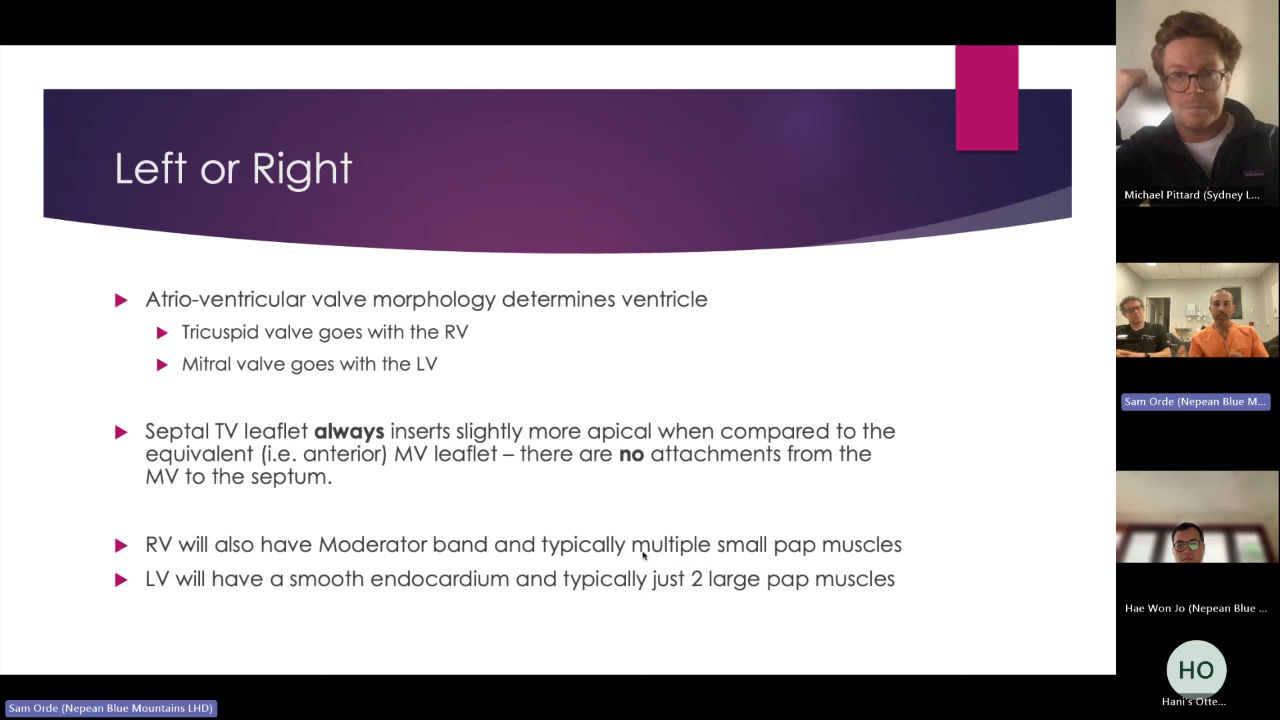 Left or Right
Atrio-ventricular valve morphology determines ventricle
Tricuspid valve goes with the RV
Mitral valve goes with the LV
Septal TV leaflet always inserts slightly more apical when compared to the
equivalent (i.e. anterior) MV leaflet – there are no attachments from the
MV to the septum.
RV will also have Moderator band and typically multiple small pap muscles
LV will have a smooth endocardium and typically just 2 large pap muscles
Michael Pittard (Sydney L...
Sam Orde (Nepean Blue M...
Hae Won Jo (Nepean Blue ...
HO
Hani's Otte...
Sam Orde (Nepean Blue Mountains LHD)